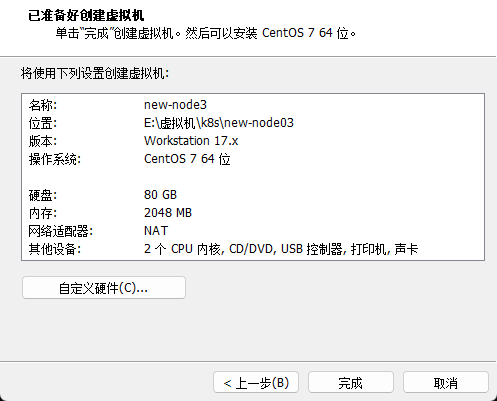 已准备好创建虚拟机
单击"完成"创建虚拟机。然后可以安装 CentOS 7 64 位。
将使用下列设置创建虚拟机:
名称: new-node3
位置: E:\虚拟机\k8s\new-node03
版本: Workstation 17.x
操作系统: CentOS 7 64 位
硬盘: 80 GB
内存: 2048 MB
网络适配器: NAT
其他设备: 2 个 CPU 内核, CD/DVD, USB 控制器, 打印机, 声卡
自定义硬件(C)...
< 上一步(B) 完成 取消